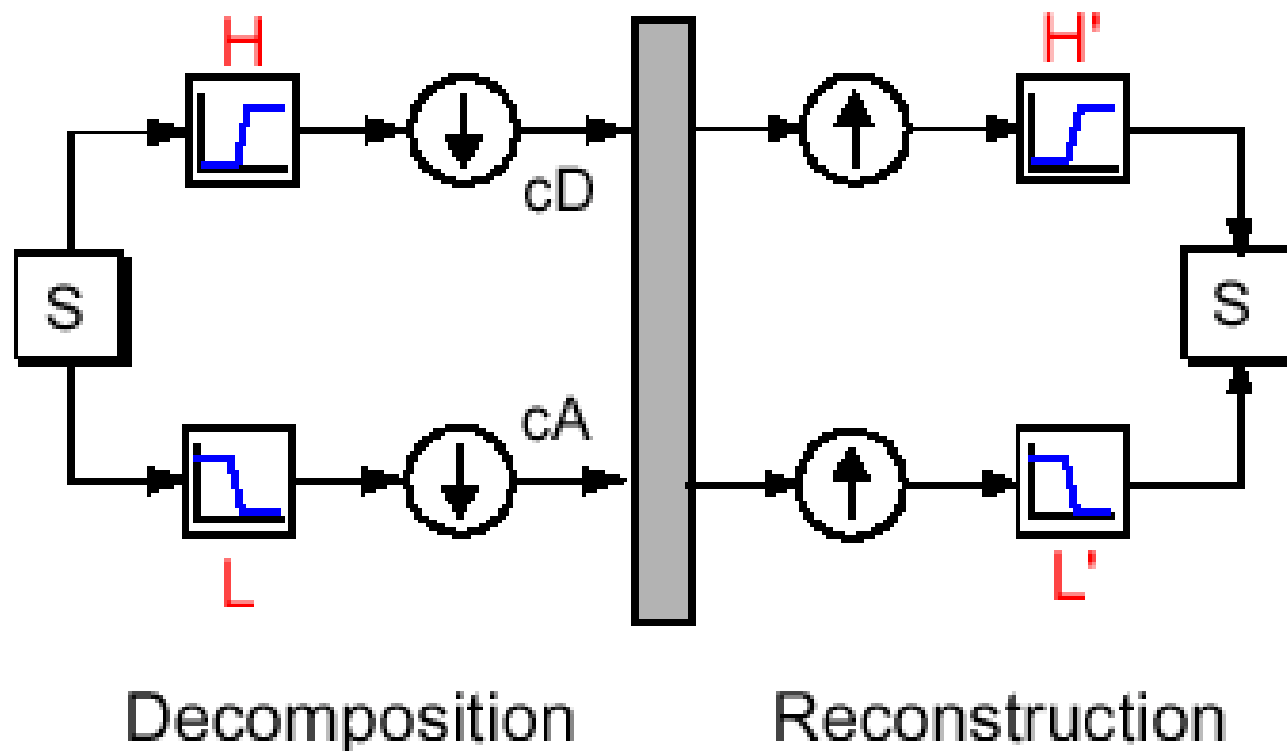 H
H'
cD
S
S
cA
L
L'
Decomposition
Reconstruction